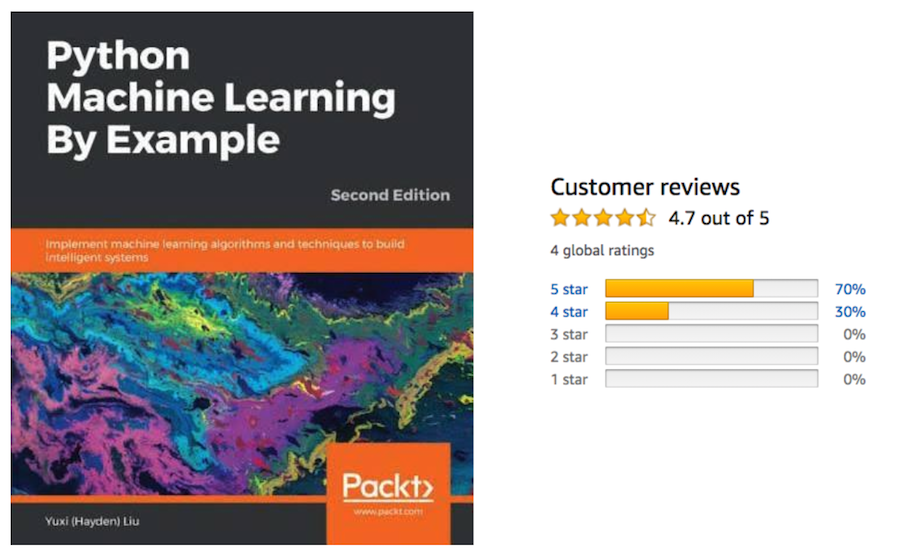 Python
Machine Learning
By Example
Second Edition
Implement machine learning algorithms and techniques to build
intelligent systems
Packt>
www.packt.com
Yuxi (Hayden) Liu
Customer reviews
4.7 out of 5
4 global ratings
5 star 70%
4 star 30%
3 star 0%
2 star 0%
1 star 0%